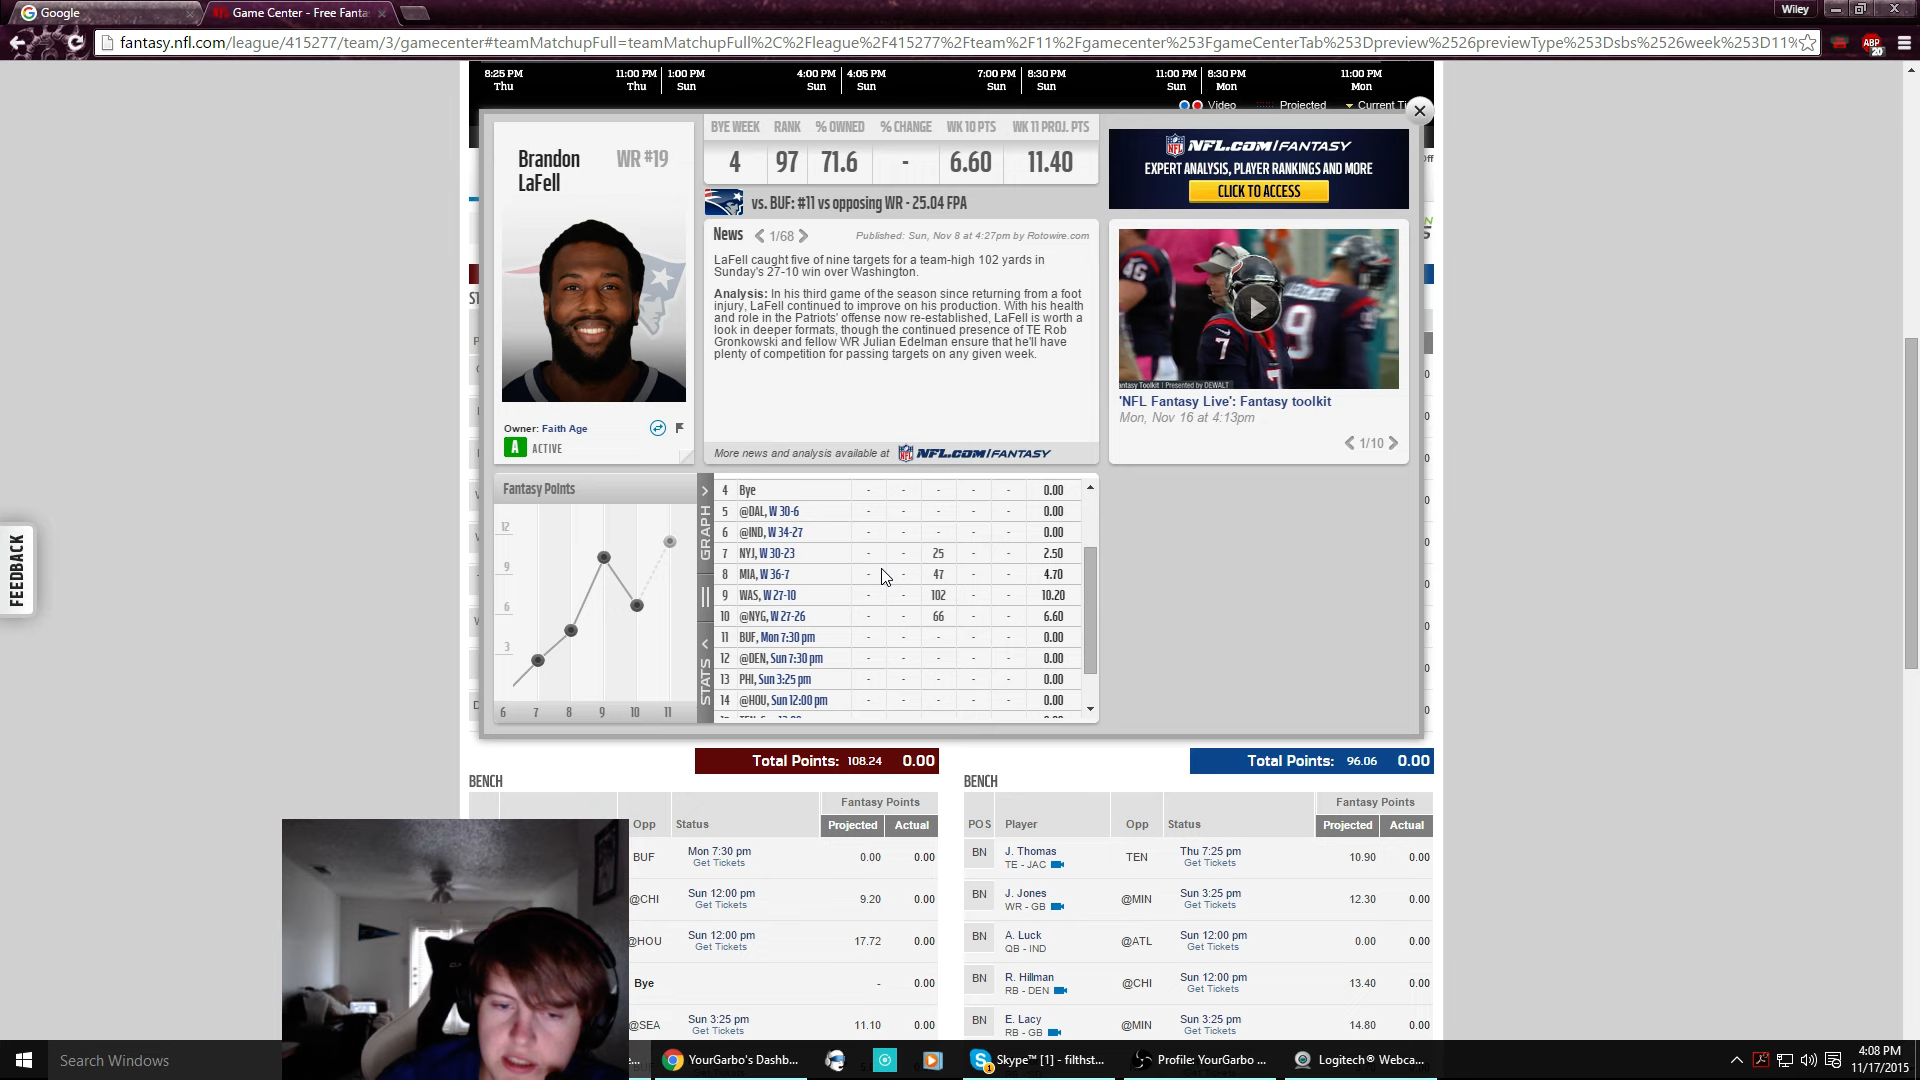 Google
Game Center - Free Fanta
Wiley
fantasy.nfl.com/league/415277/team/3/gamecenter#teamMatchupFull=teamMatchupFull%2C%2Fleague%2F415277%2Fteam%2F11%2Fgamecenter%253FgameCenterTab%253Dpreview%2526previewType%253Dsbs%2526week%253D11%
ABP
20
8:25 PM 11:00 PM 1:00 PM 4:00 PM 4:05 PM 7:00 PM 8:30 PM 11:00 PM 8:30 PM 11:00 PM
Thu Thu Sun Sun Sun Sun Sun Sun Mon Mon
Video Projected Current Ti
Brandon
LaFell
WR #19
BYE WEEK RANK % OWNED % CHANGE WK 10 PTS WK 11 PROJ. PTS
4 97 71.6 - 6.60 11.40
vs. BUF: #11 vs opposing WR - 25.04 FPA
News 1/68 Published: Sun, Nov 8 at 4:27pm by Rotowire.com
LaFell caught five of nine targets for a team-high 102 yards in
Sunday's 27-10 win over Washington.
Analysis: In his third game of the season since returning from a foot
injury, LaFell continued to improve on his production. With his health
and role in the Patriots' offense now re-established, LaFell is worth a
look in deeper formats, though the continued presence of TE Rob
Gronkowski and fellow WR Julian Edelman ensure that he'll have
plenty of competition for passing targets on any given week.
More news and analysis available at NFL.COM/FANTASY
NFL.COM/FANTASY
EXPERT ANALYSIS, PLAYER RANKINGS AND MORE
CLICK TO ACCESS
antasy Toolkit | Presented by DEWALT
'NFL Fantasy Live': Fantasy toolkit
Mon, Nov 16 at 4:13pm
1/10
Owner: Faith Age
A ACTIVE
Fantasy Points
12
9
6
3
6 7 8 9 10 11
GRAPH
STATS
4 Bye - - - - - 0.00
5 @DAL, W 30-6 - - - - - 0.00
6 @IND, W 34-27 - - - - - 0.00
7 NYJ, W 30-23 - - 25 - - 2.50
8 MIA, W 36-7 - - 47 - - 4.70
9 WAS, W 27-10 - - 102 - - 10.20
10 @NYG, W 27-26 - - 66 - - 6.60
11 BUF, Mon 7:30 pm - - - - - 0.00
12 @DEN, Sun 7:30 pm - - - - - 0.00
13 PHI, Sun 3:25 pm - - - - - 0.00
14 @HOU, Sun 12:00 pm - - - - - 0.00
FEEDBACK
Total Points: 108.24 0.00
Total Points: 96.06 0.00
BENCH
Fantasy Points
Opp Status Projected Actual
BUF Mon 7:30 pm 0.00 0.00
Get Tickets
@CHI Sun 12:00 pm 9.20 0.00
Get Tickets
@HOU Sun 12:00 pm 17.72 0.00
Get Tickets
Bye - 0.00
@SEA Sun 3:25 pm 11.10 0.00
Get Tickets
BENCH
Fantasy Points
POS Player Opp Status Projected Actual
BN J. Thomas TEN Thu 7:25 pm 10.90 0.00
TE - JAC Get Tickets
BN J. Jones @MIN Sun 3:25 pm 12.30 0.00
WR - GB Get Tickets
BN A. Luck @ATL Sun 12:00 pm 0.00 0.00
QB - IND Get Tickets
BN R. Hillman @CHI Sun 12:00 pm 13.40 0.00
RB - DEN Get Tickets
BN E. Lacy @MIN Sun 3:25 pm 14.80 0.00
RB - GB Get Tickets
Search Windows
YourGarbo's Dashb...
Skype™ [1] - filthst...
Profile: YourGarbo ...
Logitech® Webca...
4:08 PM
11/17/2015